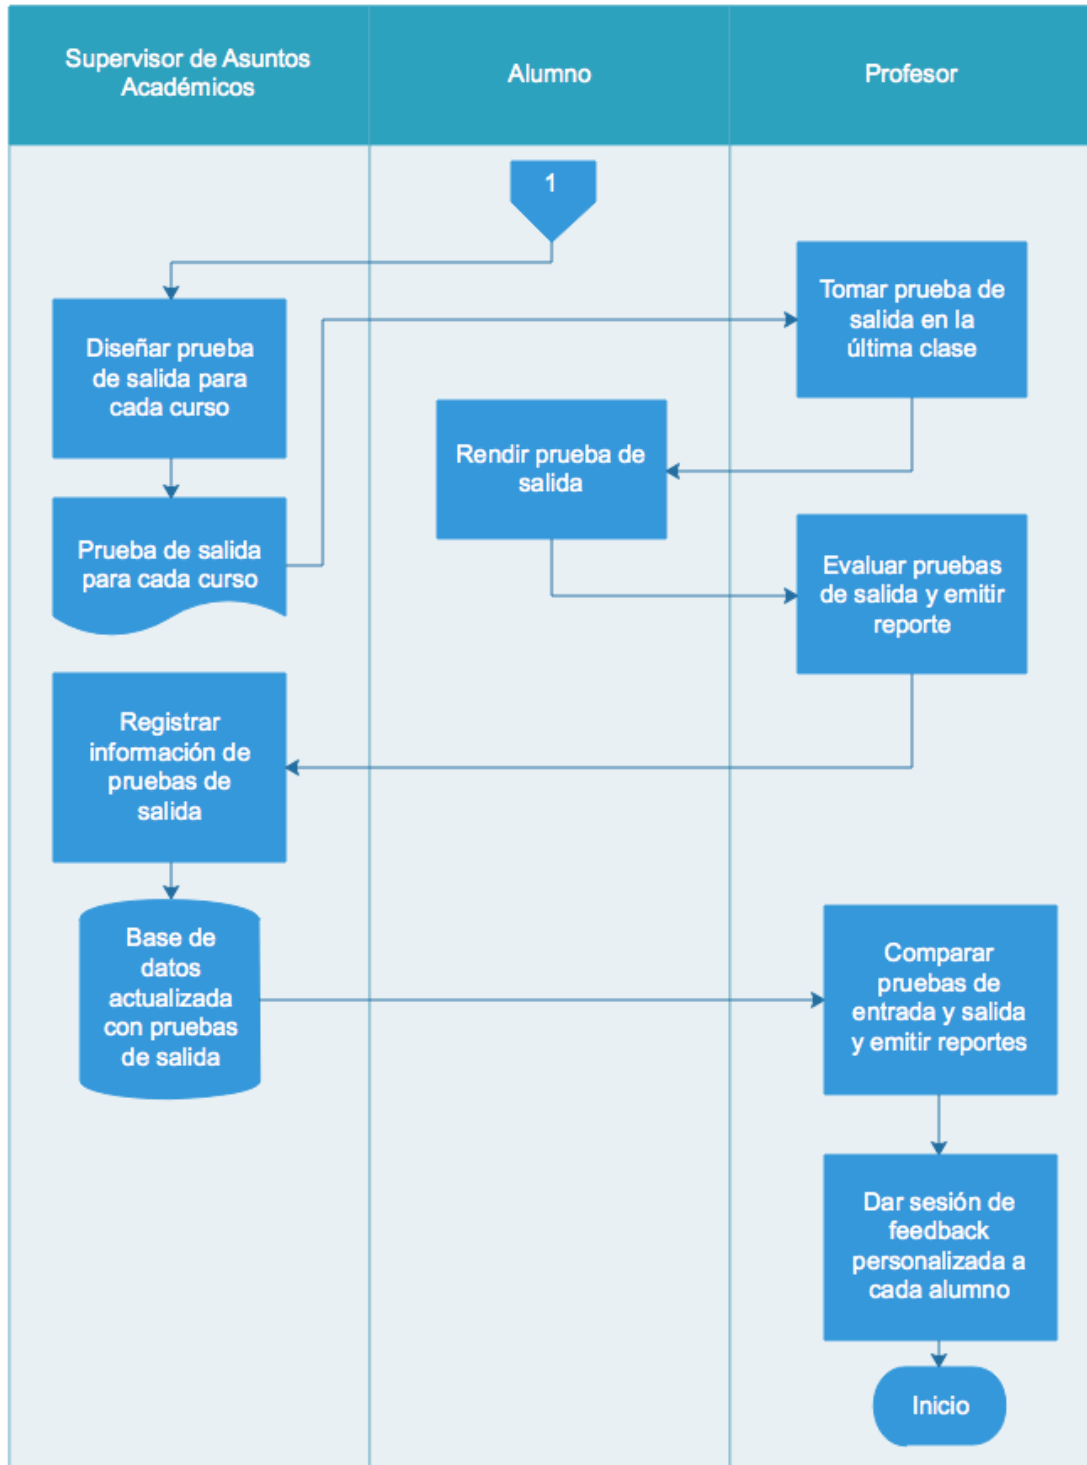 Supervisor de Asuntos
Académicos
Alumno
Profesor
1
Diseñar prueba
de salida para
cada curso
Tomar prueba de
salida en la
última clase
Rendir prueba de
salida
Prueba de salida
para cada curso
Evaluar pruebas
de salida y emitir
reporte
Registrar
información de
pruebas de
salida
Base de
datos
actualizada
con pruebas
de salida
Comparar
pruebas de
entrada y salida
y emitir reportes
Dar sesión de
feedback
personalizada a
cada alumno
Inicio